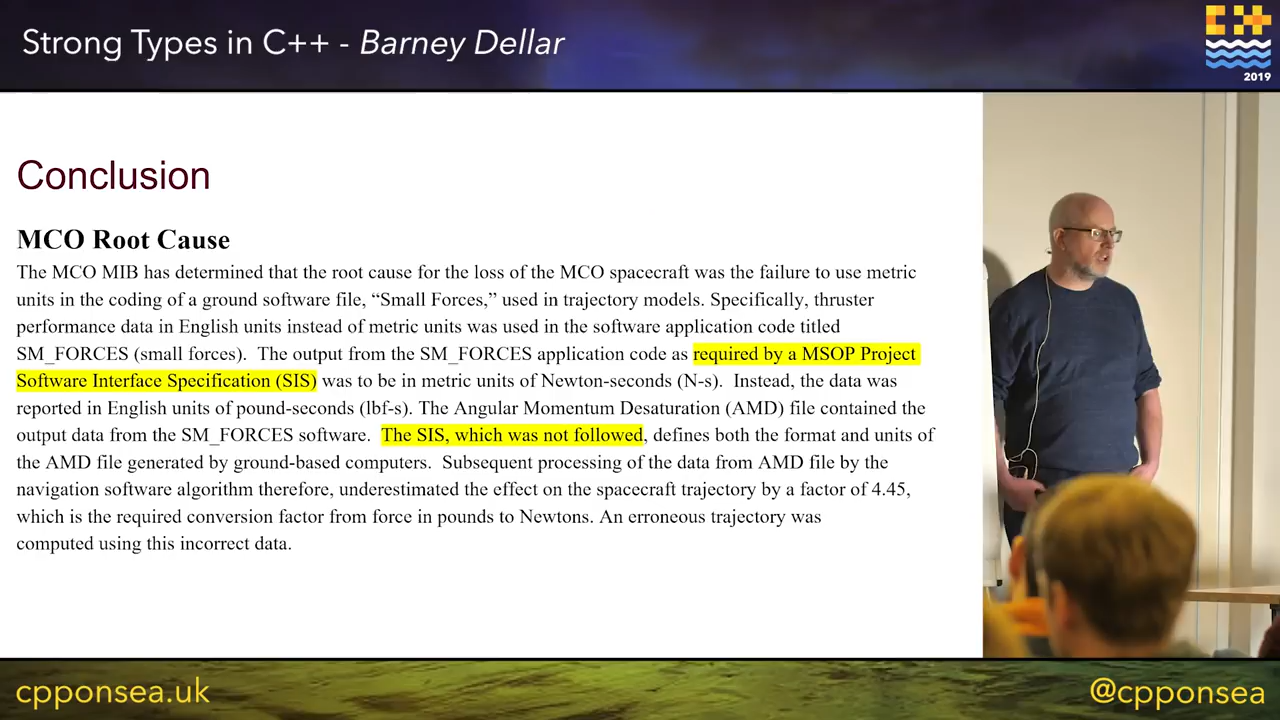 Strong Types in C++ - Barney Dellar
2019
Conclusion
MCO Root Cause
The MCO MIB has determined that the root cause for the loss of the MCO spacecraft was the failure to use metric
units in the coding of a ground software file, “Small Forces,” used in trajectory models. Specifically, thruster
performance data in English units instead of metric units was used in the software application code titled
SM_FORCES (small forces).  The output from the SM_FORCES application code as required by a MSOP Project
Software Interface Specification (SIS) was to be in metric units of Newton-seconds (N-s).  Instead, the data was
reported in English units of pound-seconds (lbf-s). The Angular Momentum Desaturation (AMD) file contained the
output data from the SM_FORCES software.  The SIS, which was not followed, defines both the format and units of
the AMD file generated by ground-based computers.  Subsequent processing of the data from AMD file by the
navigation software algorithm therefore, underestimated the effect on the spacecraft trajectory by a factor of 4.45,
which is the required conversion factor from force in pounds to Newtons. An erroneous trajectory was
computed using this incorrect data.
cpponsea.uk
@cpponsea